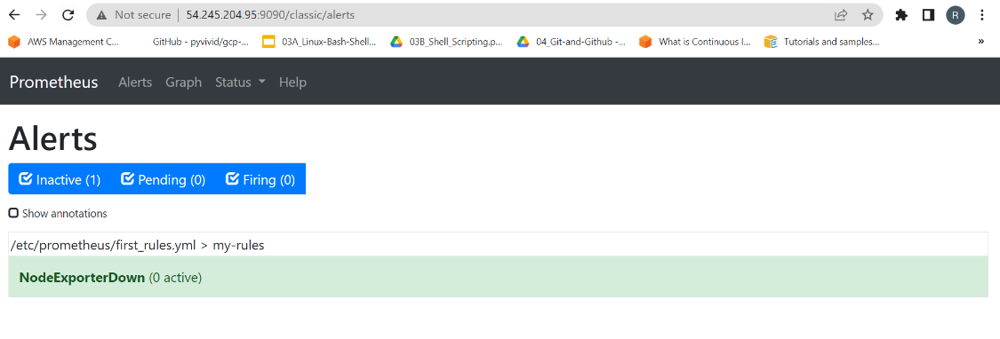 Not secure | 54.245.204.95:9090/classic/alerts
R
AWS Management C... GitHub - pyvivid/gcp-... 03A_Linux-Bash-Shell... 03B_Shell_Scripting.p... 04_Git-and-Github -... What is Continuous I... Tutorials and samples... »
Prometheus Alerts Graph Status Help
Alerts
Inactive (1) Pending (0) Firing (0)
Show annotations
/etc/prometheus/first_rules.yml > my-rules
NodeExporterDown (0 active)